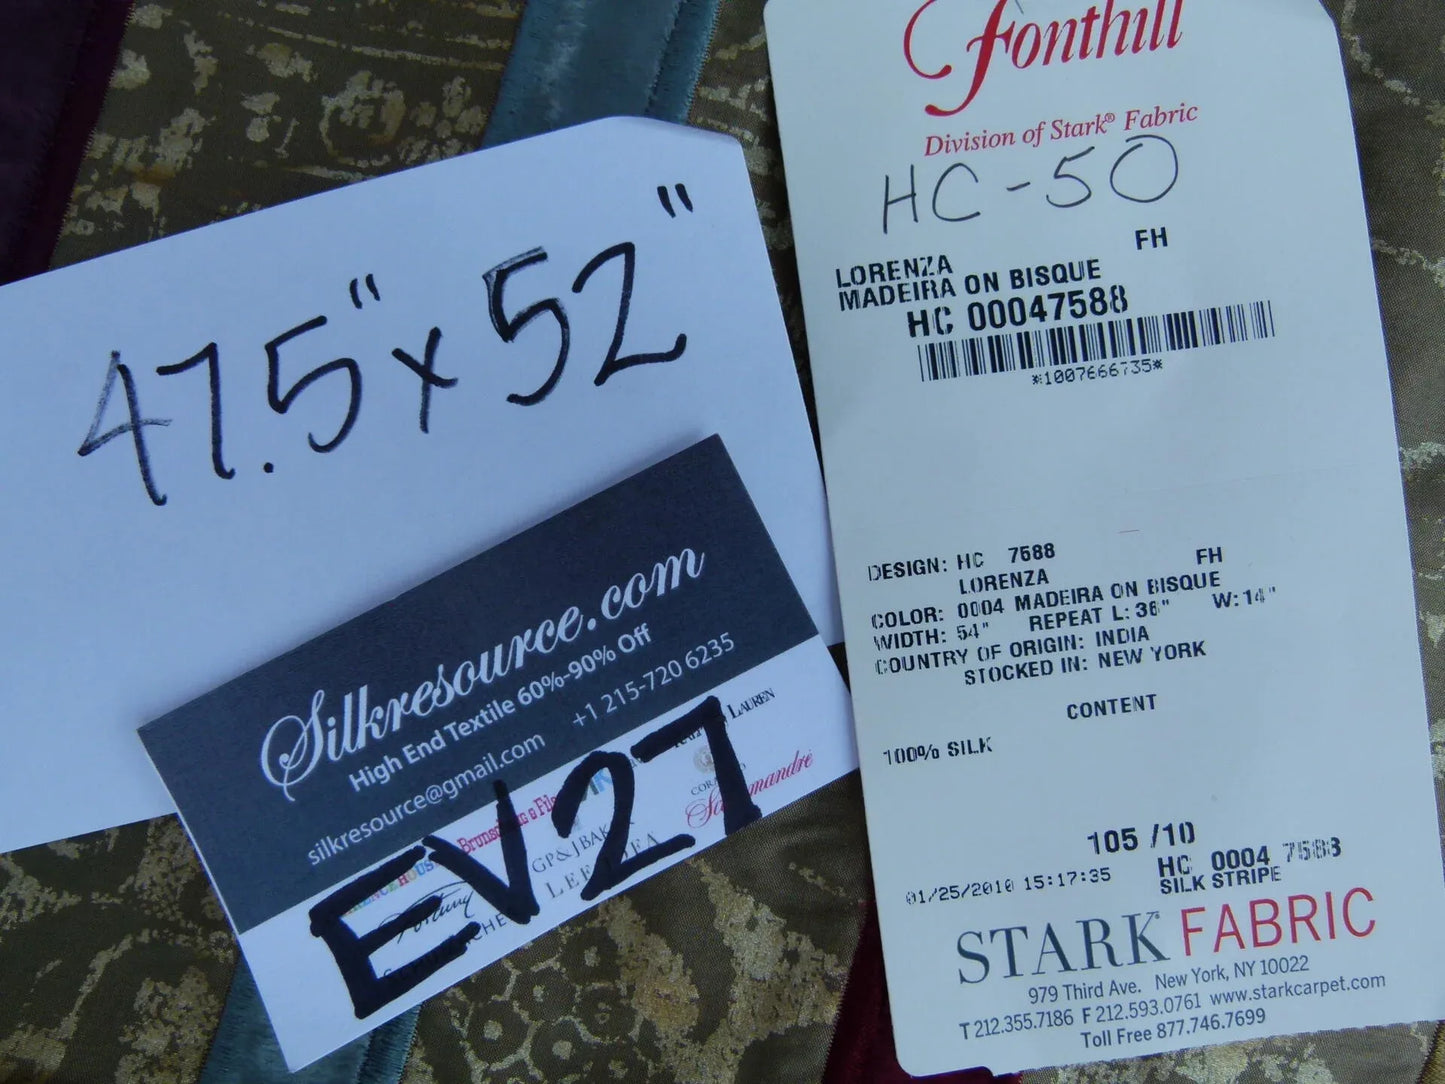 47.5" x 52"
Silkresource.com
High End Textile 60%-90% Off
silkresource@gmail.com +1 215-720 6235
EV27
LAUREN
Fonthill
Division of Stark® Fabric
HC-50
FH
LORENZA
MADEIRA ON BISQUE
HC 00047588
*1007666735*
DESIGN: HC 7588 FH
LORENZA
COLOR: 0004 MADEIRA ON BISQUE
WIDTH: 54" REPEAT L: 36" W: 14"
COUNTRY OF ORIGIN: INDIA
STOCKED IN: NEW YORK
CONTENT
100% SILK
105 /10
HC 0004 7588
01/25/2010 15:17:35 SILK STRIPE
STARK FABRIC
979 Third Ave. New York, NY 10022
T 212.355.7186 F 212.593.0761 www.starkcarpet.com
Toll Free 877.746.7699